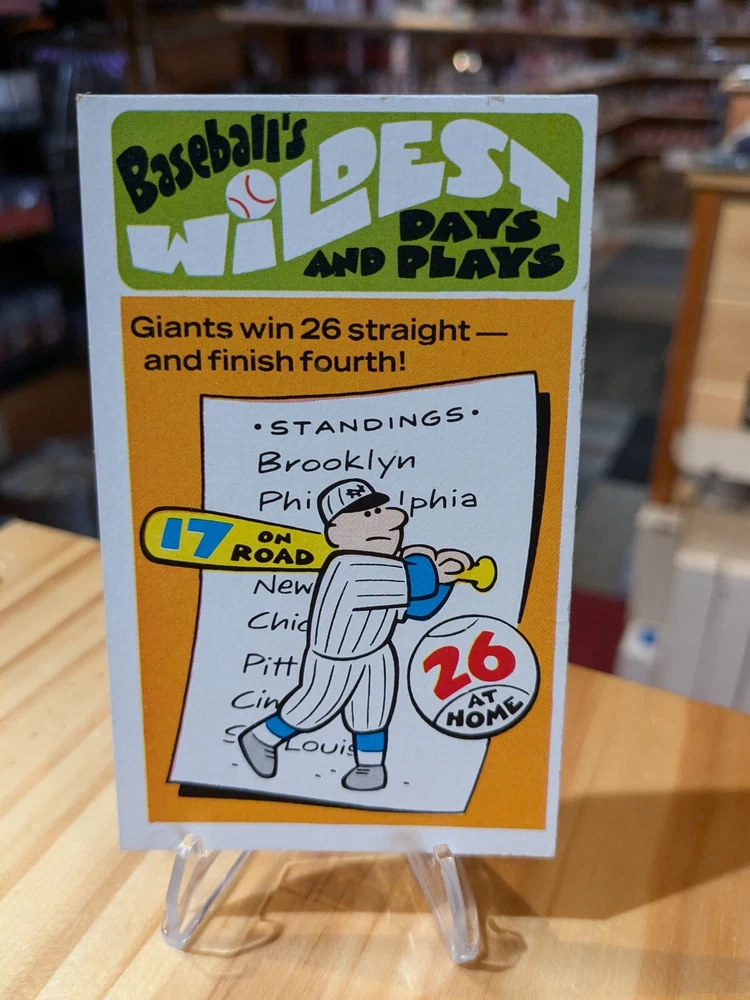 Baseball's
WiLDEST
DAYS
AND PLAYS
Giants win 26 straight —
and finish fourth!
•STANDINGS•
Brooklyn
Phi lphia
NY
17 ON
ROAD
New
Chic
Pitt
Cin
26
AT
HOME
S Louis